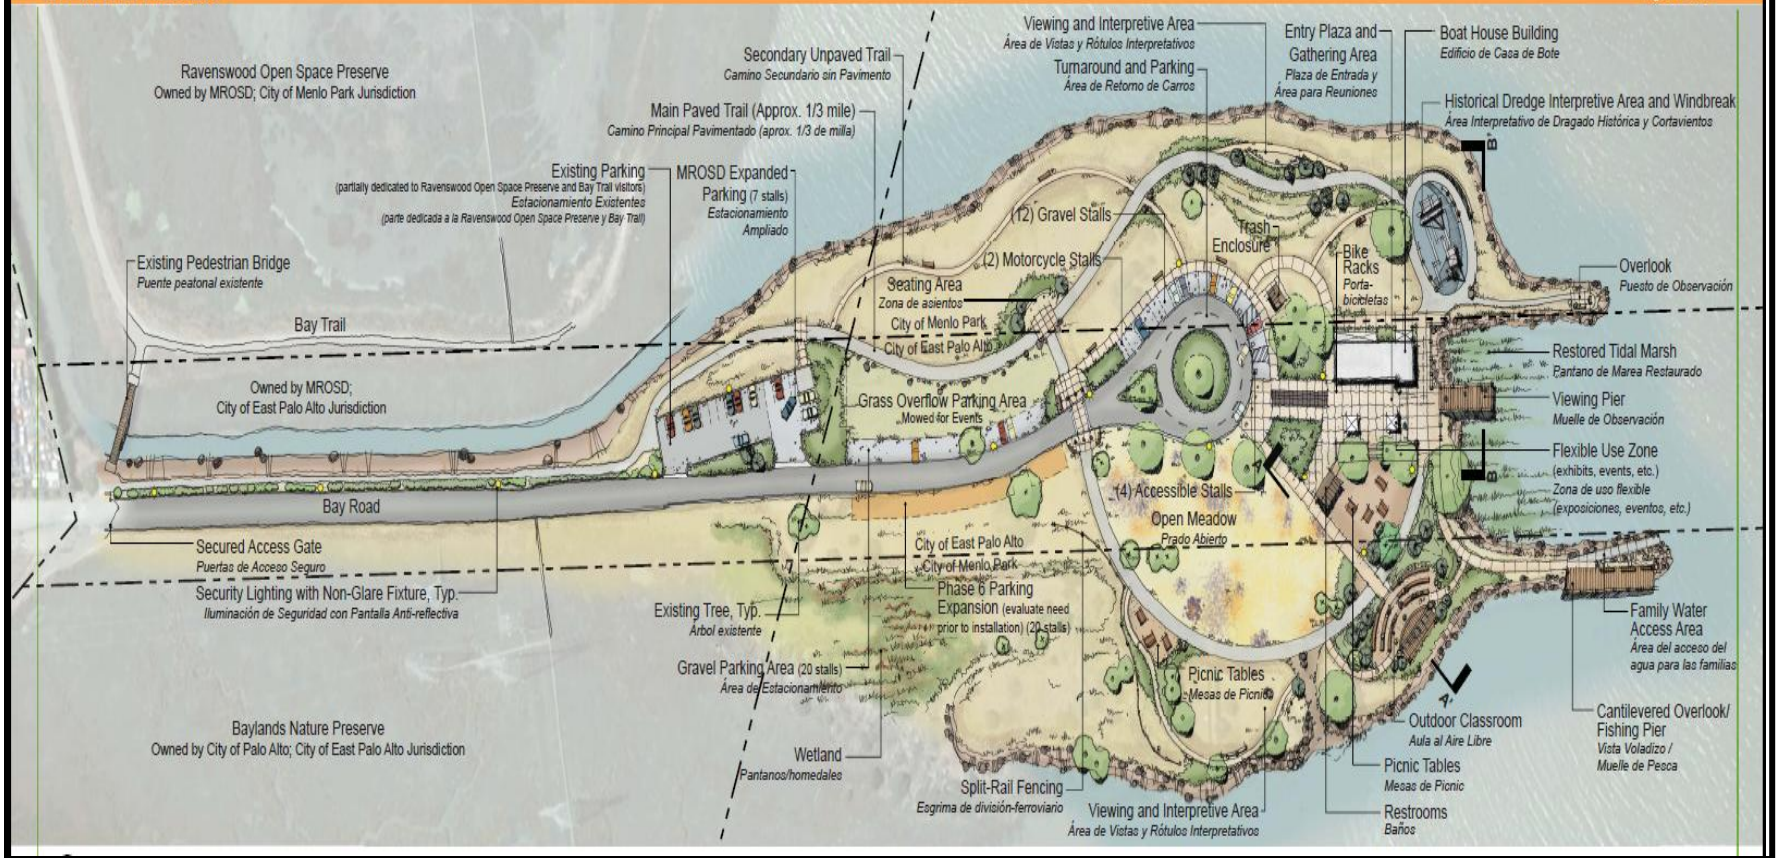 Ravenswood Open Space Preserve
Owned by MROSD; City of Menlo Park Jurisdiction
Secondary Unpaved Trail
Camino Secundario sin Pavimento
Main Paved Trail (Approx. 1/3 mile)
Camino Principal Pavimentado (aprox. 1/3 de milla)
Existing Parking
(partially dedicated to Ravenswood Open Space Preserve and Bay Trail visitors)
Estacionamiento Existentes
(parte dedicada a la Ravenswood Open Space Preserve y Bay Trail)
MROSD Expanded
Parking (7 stalls)
Estacionamiento
Ampliado
Viewing and Interpretive Area
Área de Vistas y Rótulos Interpretativos
Turnaround and Parking
Área de Retorno de Carros
Entry Plaza and
Gathering Area
Plaza de Entrada y
Área para Reuniones
Boat House Building
Edificio de Casa de Bote
Historical Dredge Interpretive Area and Windbreak
Área Interpretativo de Dragado Histórica y Cortavientos
B'
Existing Pedestrian Bridge
Puente peatonal existente
Bay Trail
(12) Gravel Stalls
(2) Motorcycle Stalls
Trash
Enclosure
Bike
Racks
Porta-
bicicletas
Seating Area
Zona de asientos
City of Menlo Park
City of East Palo Alto
Overlook
Puesto de Observación
Owned by MROSD;
City of East Palo Alto Jurisdiction
Grass Overflow Parking Area
Mowed for Events
Restored Tidal Marsh
Pantano de Marea Restaurado
Viewing Pier
Muelle de Observación
Flexible Use Zone
(exhibits, events, etc.)
Zona de uso flexible
(exposiciones, eventos, etc.)
B
A
Bay Road
(4) Accessible Stalls
Open Meadow
Prado Abierto
Secured Access Gate
Puertas de Acceso Seguro
Security Lighting with Non-Glare Fixture, Typ.
Iluminación de Seguridad con Pantalla Anti-reflectiva
City of East Palo Alto
City of Menlo Park
Phase 6 Parking
Expansion (evaluate need
prior to installation) (20 stalls)
Existing Tree, Typ.
Arbol existente
Gravel Parking Area (20 stalls)
Área de Estacionamiento
Picnic Tables
Mesas de Picnic
Family Water
Access Area
Área del acceso del
agua para las familias
A'
Baylands Nature Preserve
Owned by City of Palo Alto; City of East Palo Alto Jurisdiction
Wetland
Pantanos/homedales
Split-Rail Fencing
Esgrima de división-ferroviario
Viewing and Interpretive Area
Área de Vistas y Rótulos Interpretativos
Outdoor Classroom
Aula al Aire Libre
Picnic Tables
Mesas de Picnic
Restrooms
Baños
Cantilevered Overlook/
Fishing Pier
Vista Voladizo /
Muelle de Pesca